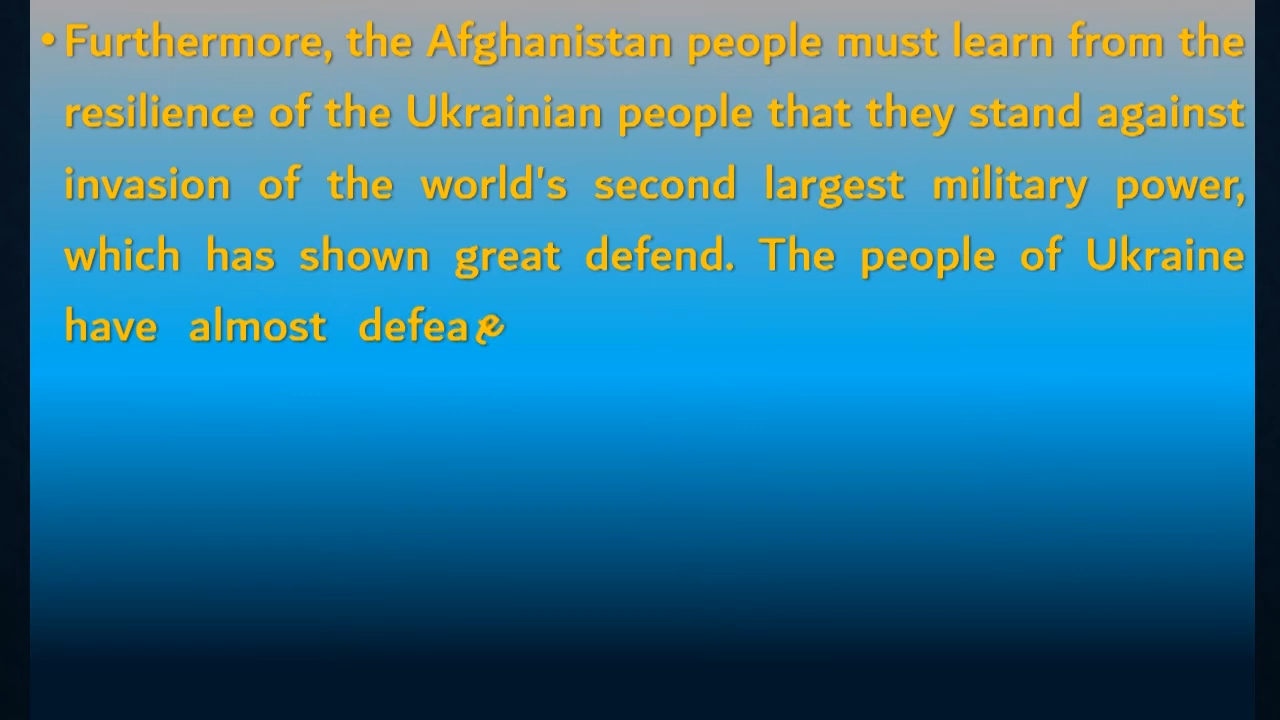 • Furthermore, the Afghanistan people must learn from the
resilience of the Ukrainian people that they stand against
invasion of the world's second largest military power,
which has shown great defend. The people of Ukraine
have almost defea